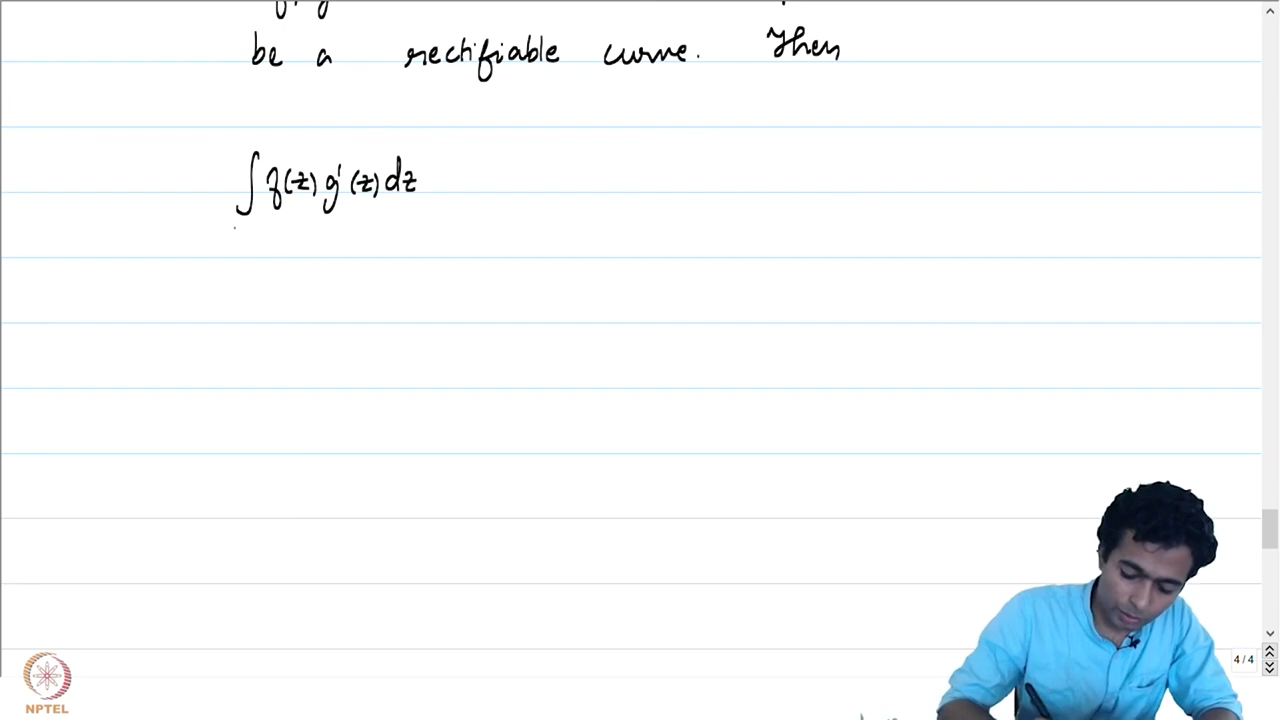 be a rectifiable curve. Then
∫ f(z) g'(z) dz
4 / 4
NPTEL